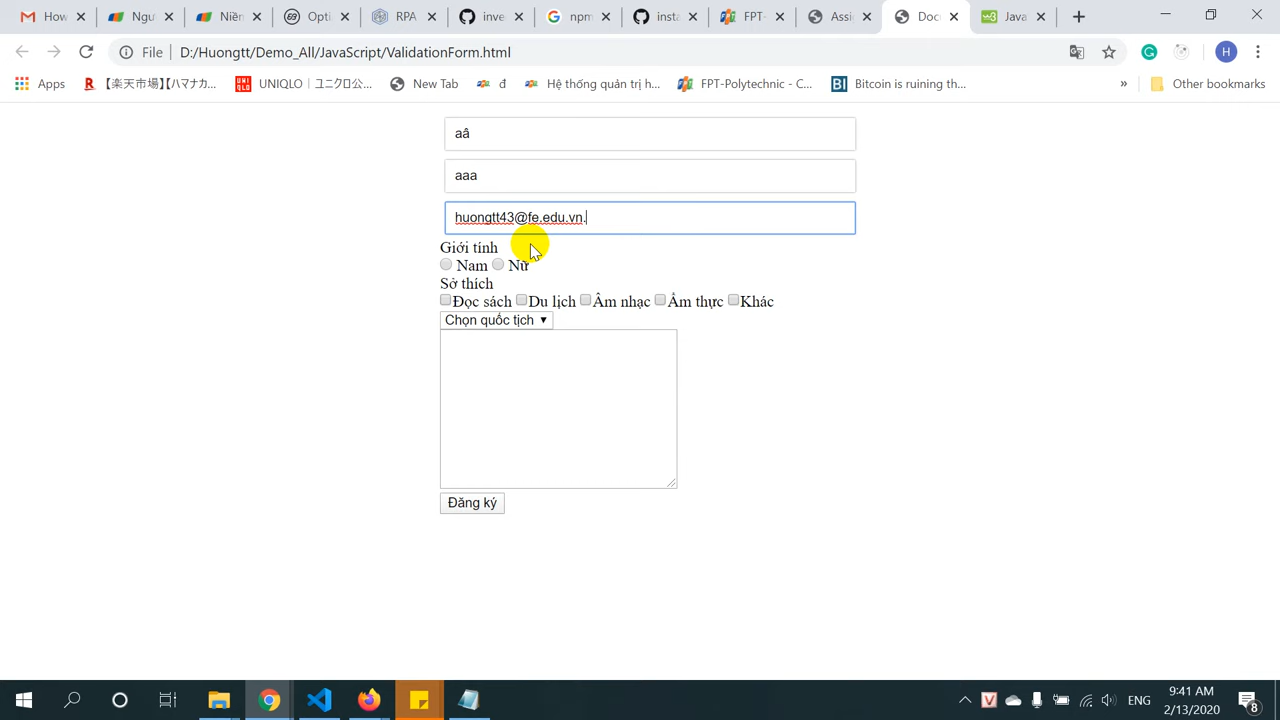 How
Ngư
Niên
Opti
RPA
inve
npm
insta
FPT-
Assi
Doc
Java
File D:/Huongtt/Demo_All/JavaScript/ValidationForm.html
H
Apps
【楽天市場】【ハマナカ...
UNIQLO｜ユニクロ公...
New Tab
đ
Hệ thống quản trị h...
FPT-Polytechnic - C...
Bitcoin is ruining th...
»
Other bookmarks
aâ
aaa
huongtt43@fe.edu.vn.
Giới tính
Nam Nữ
Sở thích
Đọc sách Du lịch Âm nhạc Ẩm thực Khác
Chọn quốc tịch
Đăng ký
ENG
9:41 AM
2/13/2020
8